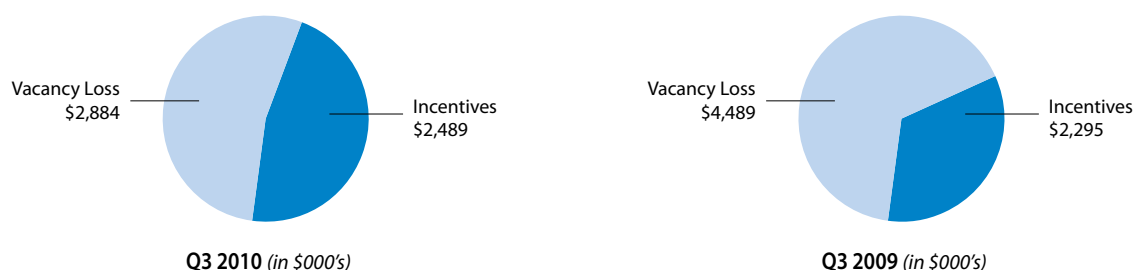 Vacancy Loss
$2,884
Incentives
$2,489
Q3 2010 (in $000's)
Vacancy Loss
$4,489
Incentives
$2,295
Q3 2009 (in $000's)